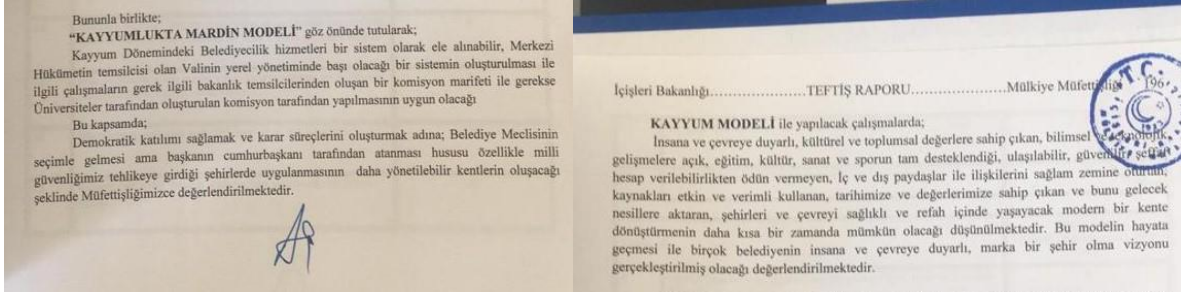 Bununla birlikte;
“KAYYUMLUKTA MARDİN MODELİ” göz önünde tutularak;
Kayyum Dönemindeki Belediyecilik hizmetleri bir sistem olarak ele alınabilir, Merkezi
Hükümetin temsilcisi olan Valinin yerel yönetiminde başı olacağı bir sistemin oluşturulması ile
ilgili çalışmaların gerek ilgili bakanlık temsilcilerinden oluşan bir komisyon marifeti ile gerekse
Üniversiteler tarafından oluşturulan komisyon tarafından yapılmasının uygun olacağı
Bu kapsamda;
Demokratik katılımı sağlamak ve karar süreçlerini oluşturmak adına; Belediye Meclisinin
seçimle gelmesi ama başkanın cumhurbaşkanı tarafından atanması hususu özellikle milli
güvenliğimiz tehlikeye girdiği şehirlerde uygulanmasının daha yönetilebilir kentlerin oluşacağı
şeklinde Müfettişliğimizce değerlendirilmektedir.
İçişleri Bakanlığı.....................TEFTİŞ RAPORU.....................Mülkiye Müfettişliği 196
T.C.
KAYYUM MODELİ ile yapılacak çalışmalarda;
İnsana ve çevreye duyarlı, kültürel ve toplumsal değerlere sahip çıkan, bilimsel ve teknolojik
gelişmelere açık, eğitim, kültür, sanat ve sporun tam desteklendiği, ulaşılabilir, güvenilir, şeffaf,
hesap verilebilirlikten ödün vermeyen, İç ve dış paydaşlar ile ilişkilerini sağlam zemine oturtan,
kaynakları etkin ve verimli kullanan, tarihimize ve değerlerimize sahip çıkan ve bunu gelecek
nesillere aktaran, şehirleri ve çevreyi sağlıklı ve refah içinde yaşayacak modern bir kente
dönüştürmenin daha kısa bir zamanda mümkün olacağı düşünülmektedir. Bu modelin hayata
geçmesi ile birçok belediyenin insana ve çevreye duyarlı, marka bir şehir olma vizyonu
gerçekleştirilmiş olacağı değerlendirilmektedir.